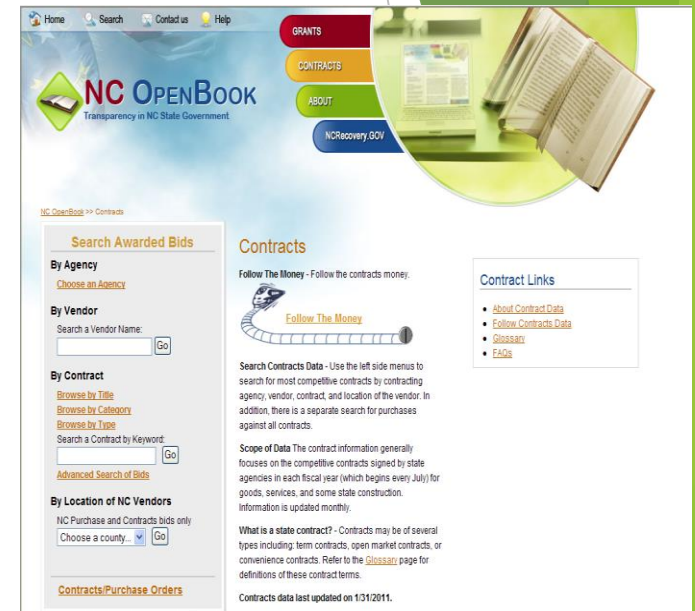 Home Search Contact us Help
GRANTS
CONTRACTS
ABOUT
NCRecovery.GOV
NC OPENBOOK
Transparency in NC State Government
NC OpenBook >> Contracts
Search Awarded Bids
By Agency
Choose an Agency
By Vendor
Search a Vendor Name:
Go
By Contract
Browse by Title
Browse by Category
Browse by Type
Search a Contract by Keyword:
Go
Advanced Search of Bids
By Location of NC Vendors
NC Purchase and Contracts bids only
Choose a county... Go
Contracts/Purchase Orders
Contracts
Follow The Money - Follow the contracts money.
Follow The Money
Search Contracts Data - Use the left side menus to
search for most competitive contracts by contracting
agency, vendor, contract, and location of the vendor. In
addition, there is a separate search for purchases
against all contracts.
Scope of Data The contract information generally
focuses on the competitive contracts signed by state
agencies in each fiscal year (which begins every July) for
goods, services, and some state construction.
Information is updated monthly.
What is a state contract? - Contracts may be of several
types including: term contracts, open market contracts, or
convenience contracts. Refer to the Glossary page for
definitions of these contract terms.
Contracts data last updated on 1/31/2011.
Contract Links
About Contract Data
Follow Contracts Data
Glossary
FAQs